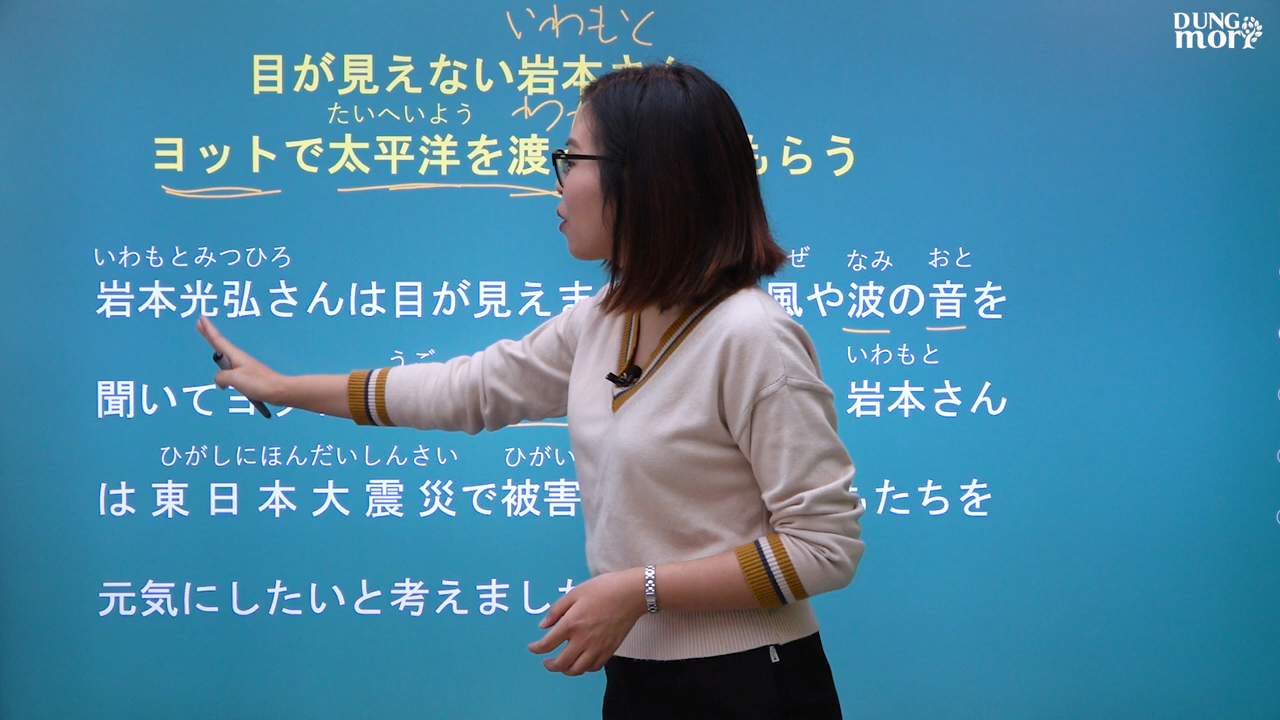 DUNG
mori
いわもと
目が見えない岩本さん
たいへいよう
ヨットで太平洋を渡 もらう
いわもとみつひろ ぜ なみ おと
岩本光弘さんは目が見えま 風や波の音を
うご いわもと
聞いてヨッ 岩本さん
ひがしにほんだいしんさい ひがい
は東日本大震災で被害 たちを
元気にしたいと考えました